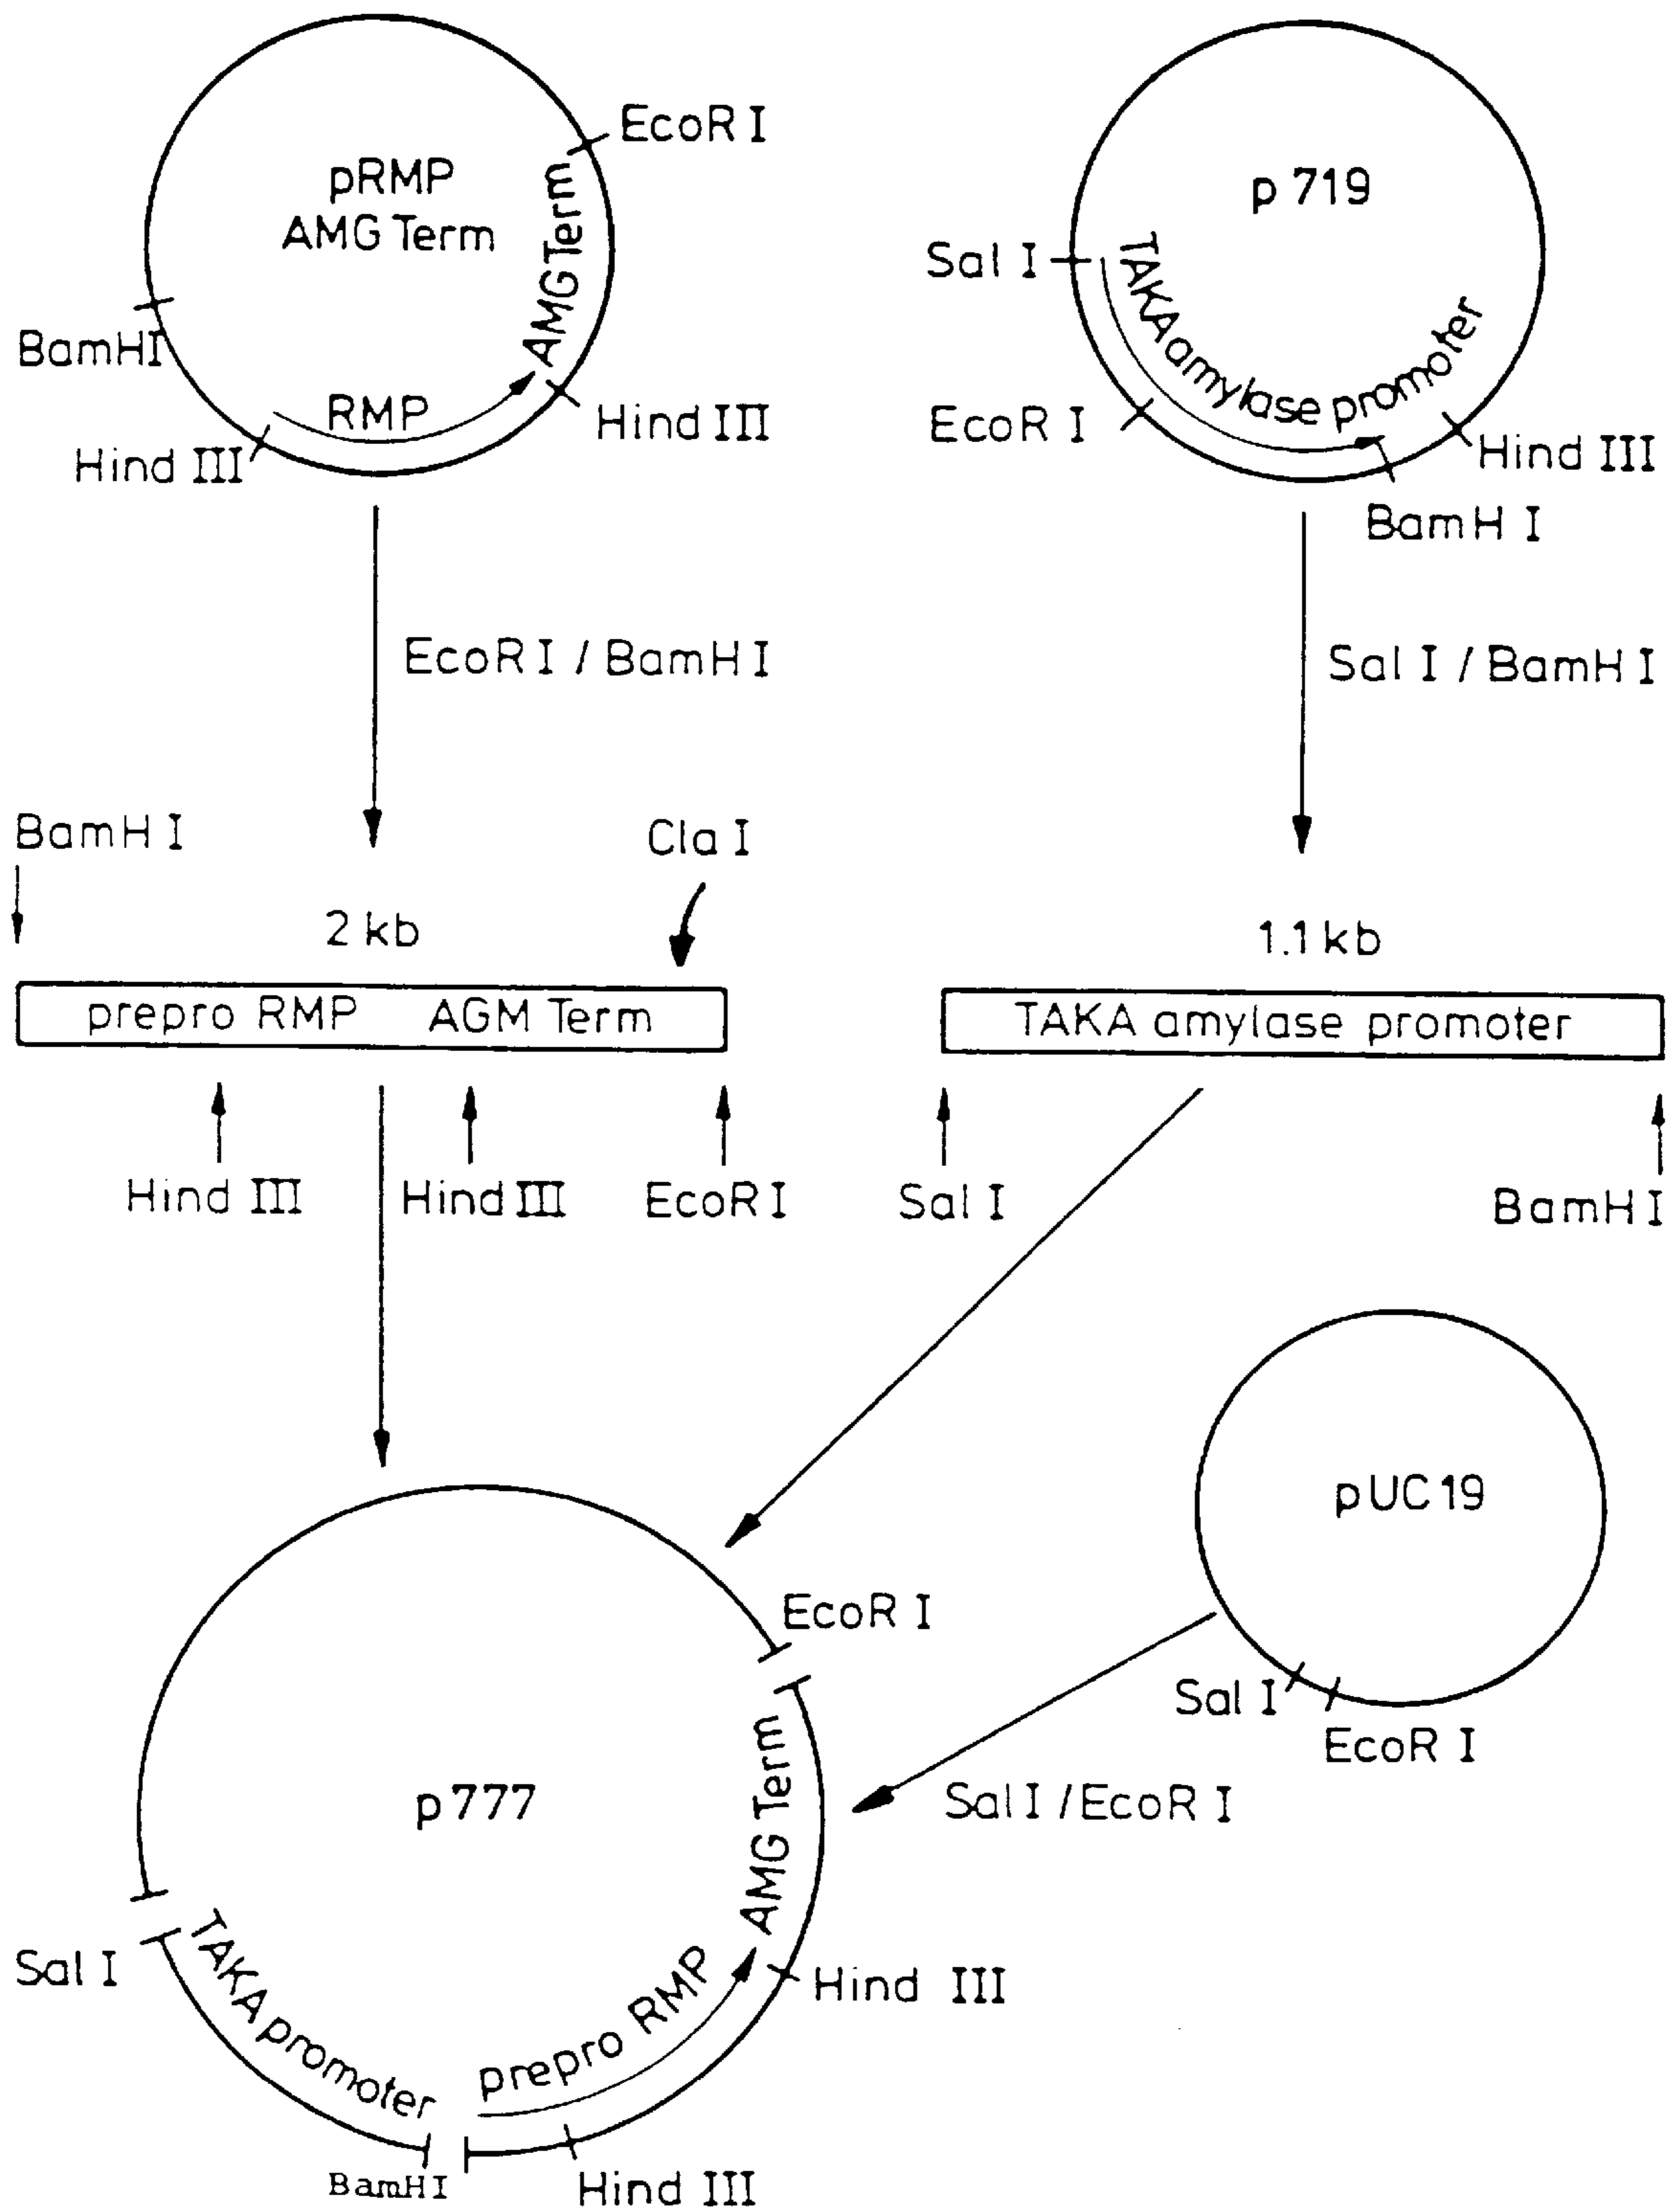 EcoR I
pRMP
AMG Term
AMG Term
BamHI
RMP
Hind III
Hind III
p 719
Sal I
TAKA amylase promoter
EcoR I
Hind III
BamH I
EcoR I / BamH I
Sal I / BamH I
BamH I
Cla I
2 kb
1.1 kb
prepro RMP AGM Term
TAKA amylase promoter
Hind III
Hind III
EcoR I
Sal I
BamH I
pUC 19
Sal I
EcoR I
Sal I / EcoR I
EcoR I
p 777
AMG Term
Sal I
TAKA promoter
prepro RMP
Hind III
BamH I
Hind III